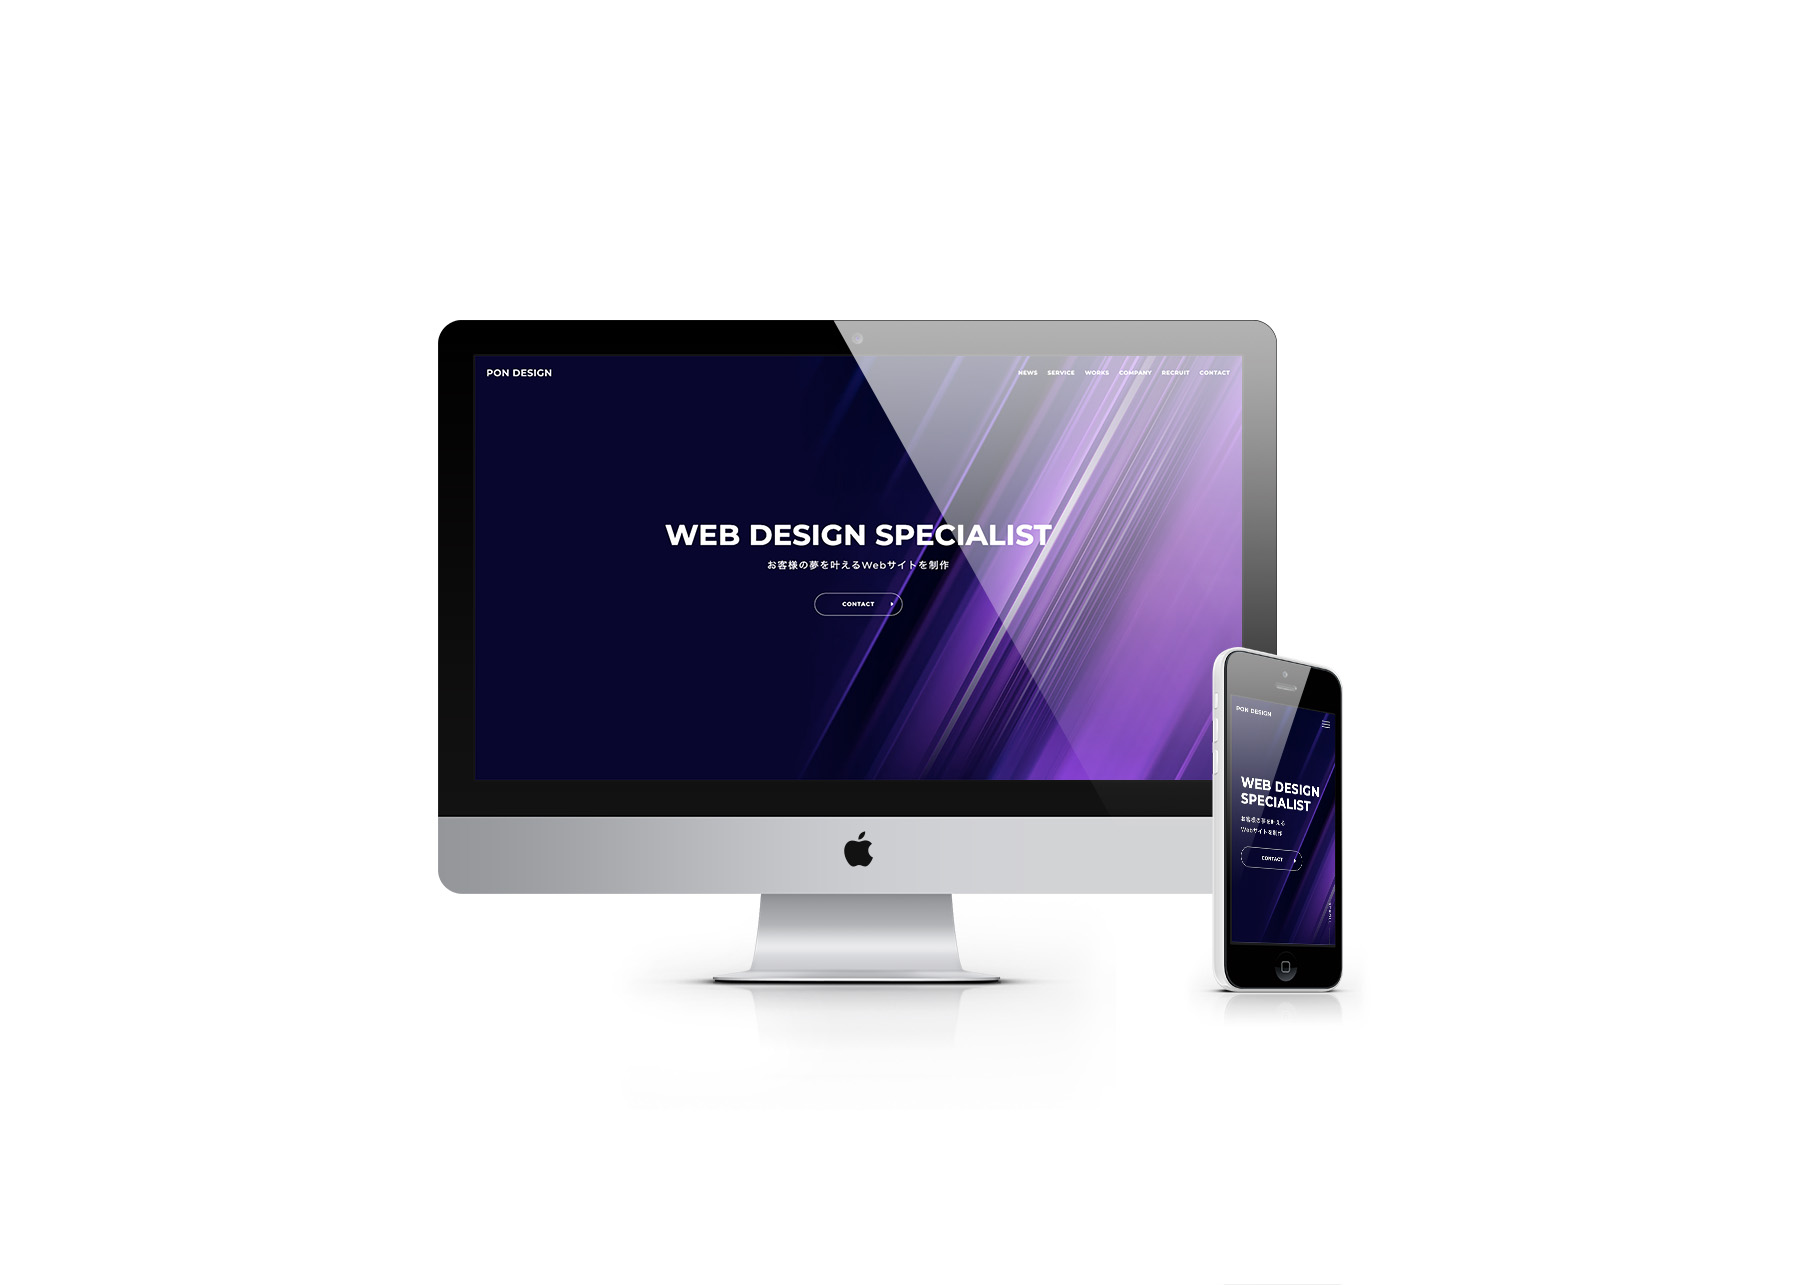 PON DESIGN
NEWS SERVICE WORKS COMPANY RECRUIT CONTACT
WEB DESIGN SPECIALIST
お客様の夢を叶えるWebサイトを制作
CONTACT
PON DESIGN
WEB DESIGN
SPECIALIST
お客様の夢を叶える
Webサイトを制作
CONTACT